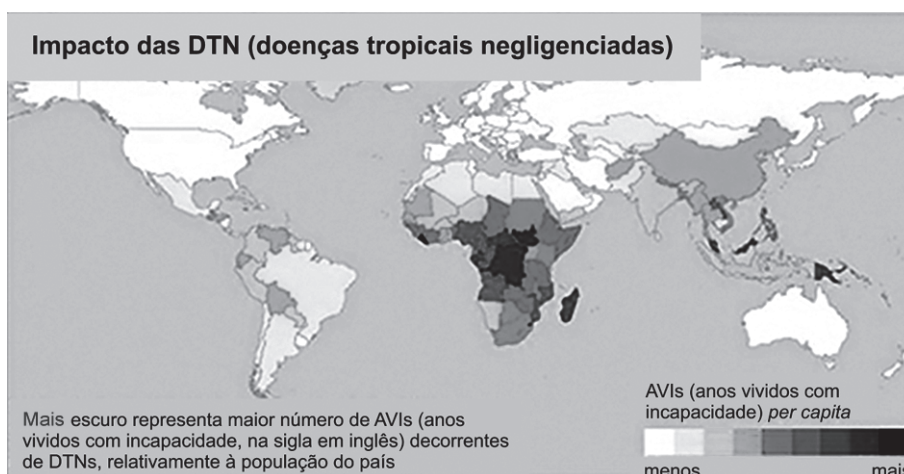 Impacto das DTN (doenças tropicais negligenciadas)
Mais escuro representa maior número de AVIs (anos
vividos com incapacidade, na sigla em inglês) decorrentes
de DTNs, relativamente à população do país
AVIs (anos vividos com
incapacidade) per capita
menos mais